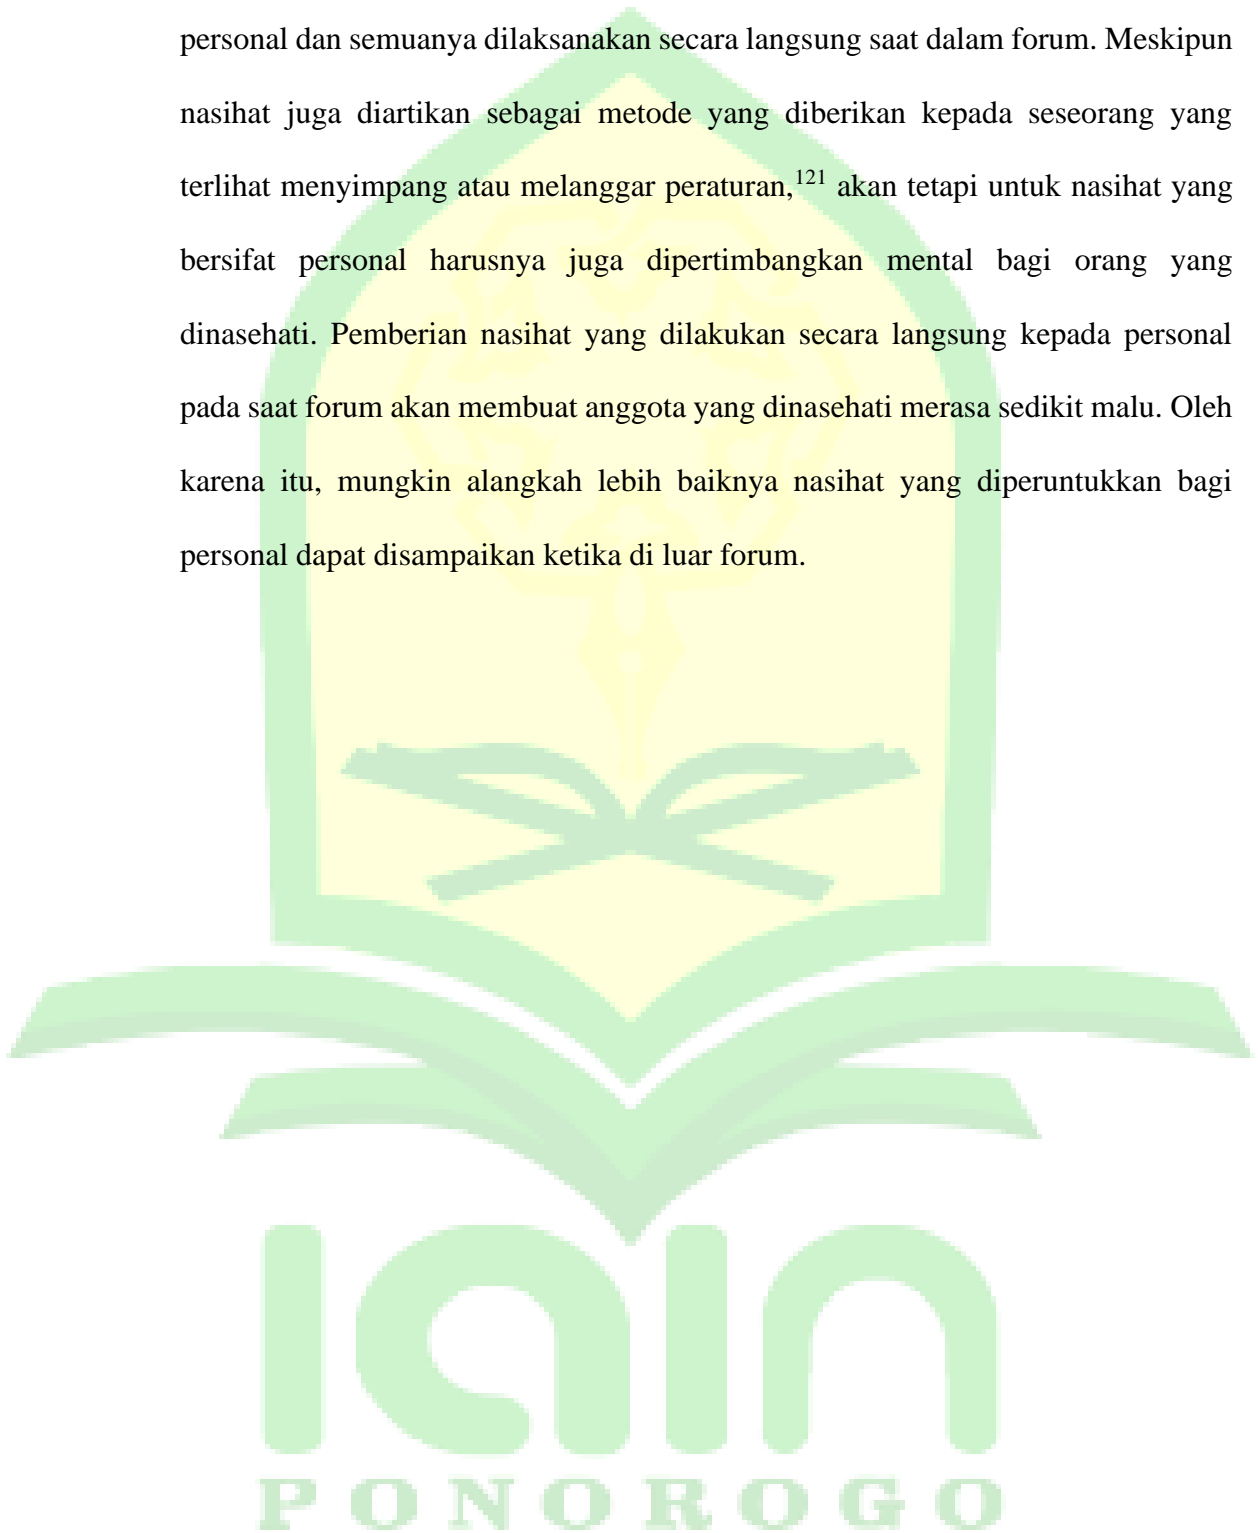 personal dan semuanya dilaksanakan secara langsung saat dalam forum. Meskipun
nasihat juga diartikan sebagai metode yang diberikan kepada seseorang yang
terlihat menyimpang atau melanggar peraturan,121 akan tetapi untuk nasihat yang
bersifat personal harusnya juga dipertimbangkan mental bagi orang yang
dinasehati. Pemberian nasihat yang dilakukan secara langsung kepada personal
pada saat forum akan membuat anggota yang dinasehati merasa sedikit malu. Oleh
karena itu, mungkin alangkah lebih baiknya nasihat yang diperuntukkan bagi
personal dapat disampaikan ketika di luar forum.
iain
PONOROGO